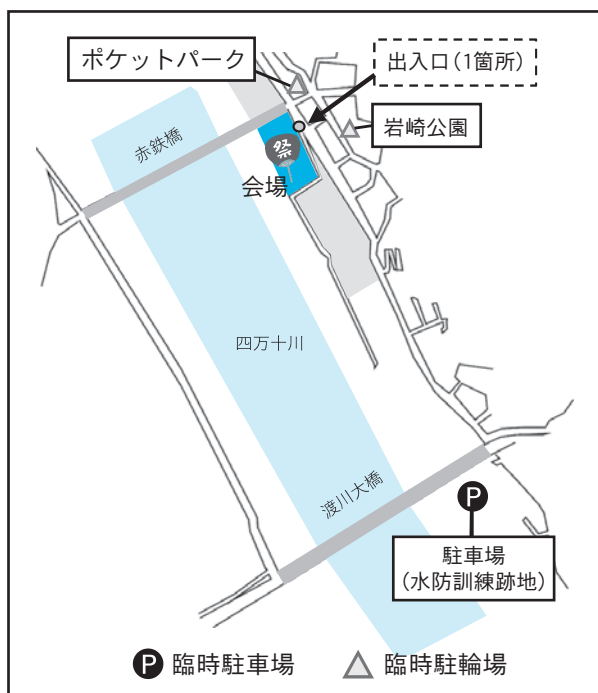 ポケットパーク
出入口(1箇所)
岩崎公園
赤鉄橋
祭
会場
四万十川
渡川大橋
P
駐車場
(水防訓練跡地)
P 臨時駐車場
臨時駐輪場